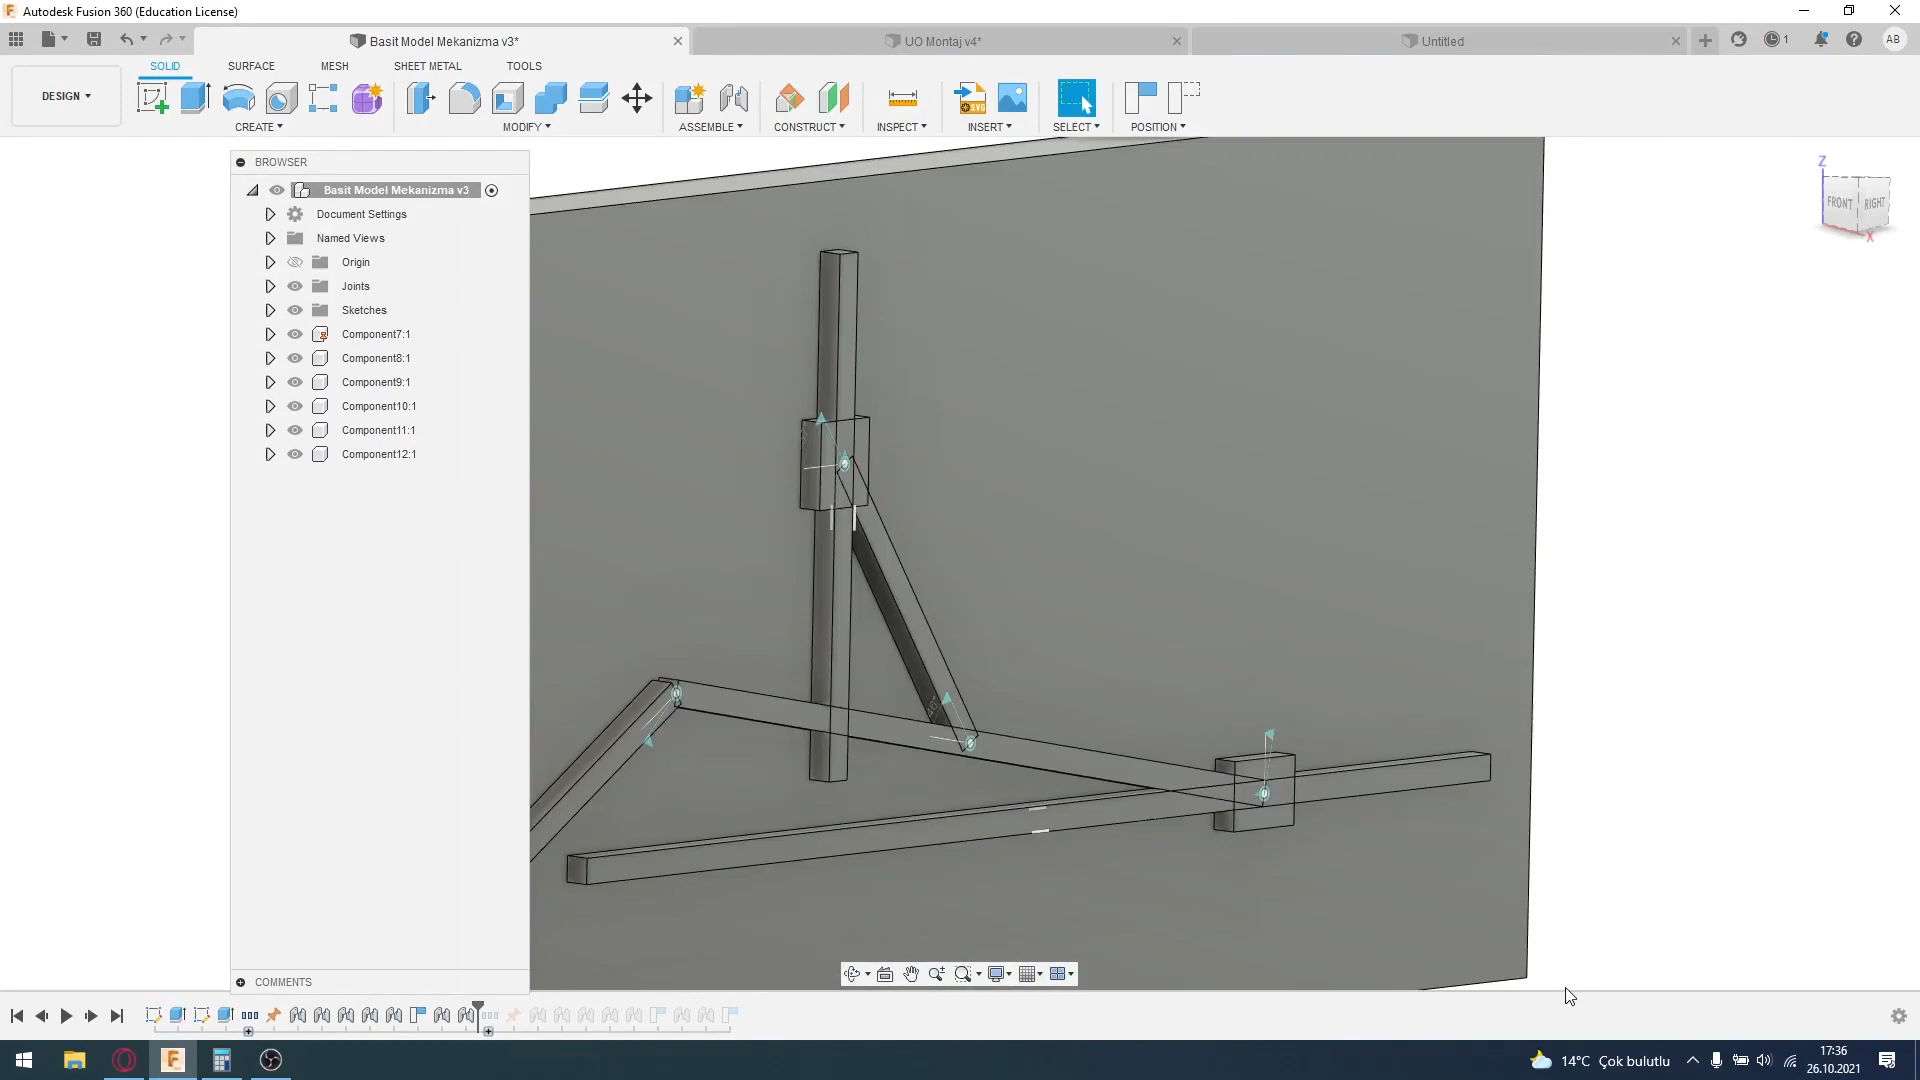 Autodesk Fusion 360 (Education License)
Basit Model Mekanizma v3*
UO Montaj v4*
Untitled
1
AB
SOLID
SURFACE
MESH
SHEET METAL
TOOLS
DESIGN
CREATE
MODIFY
ASSEMBLE
CONSTRUCT
INSPECT
INSERT
SELECT
POSITION
SVG
BROWSER
Basit Model Mekanizma v3
Document Settings
Named Views
Origin
Joints
Sketches
Component7:1
Component8:1
Component9:1
Component10:1
Component11:1
Component12:1
Z
FRONT
RIGHT
X
COMMENTS
14°C Çok bulutlu
17:36
26.10.2021